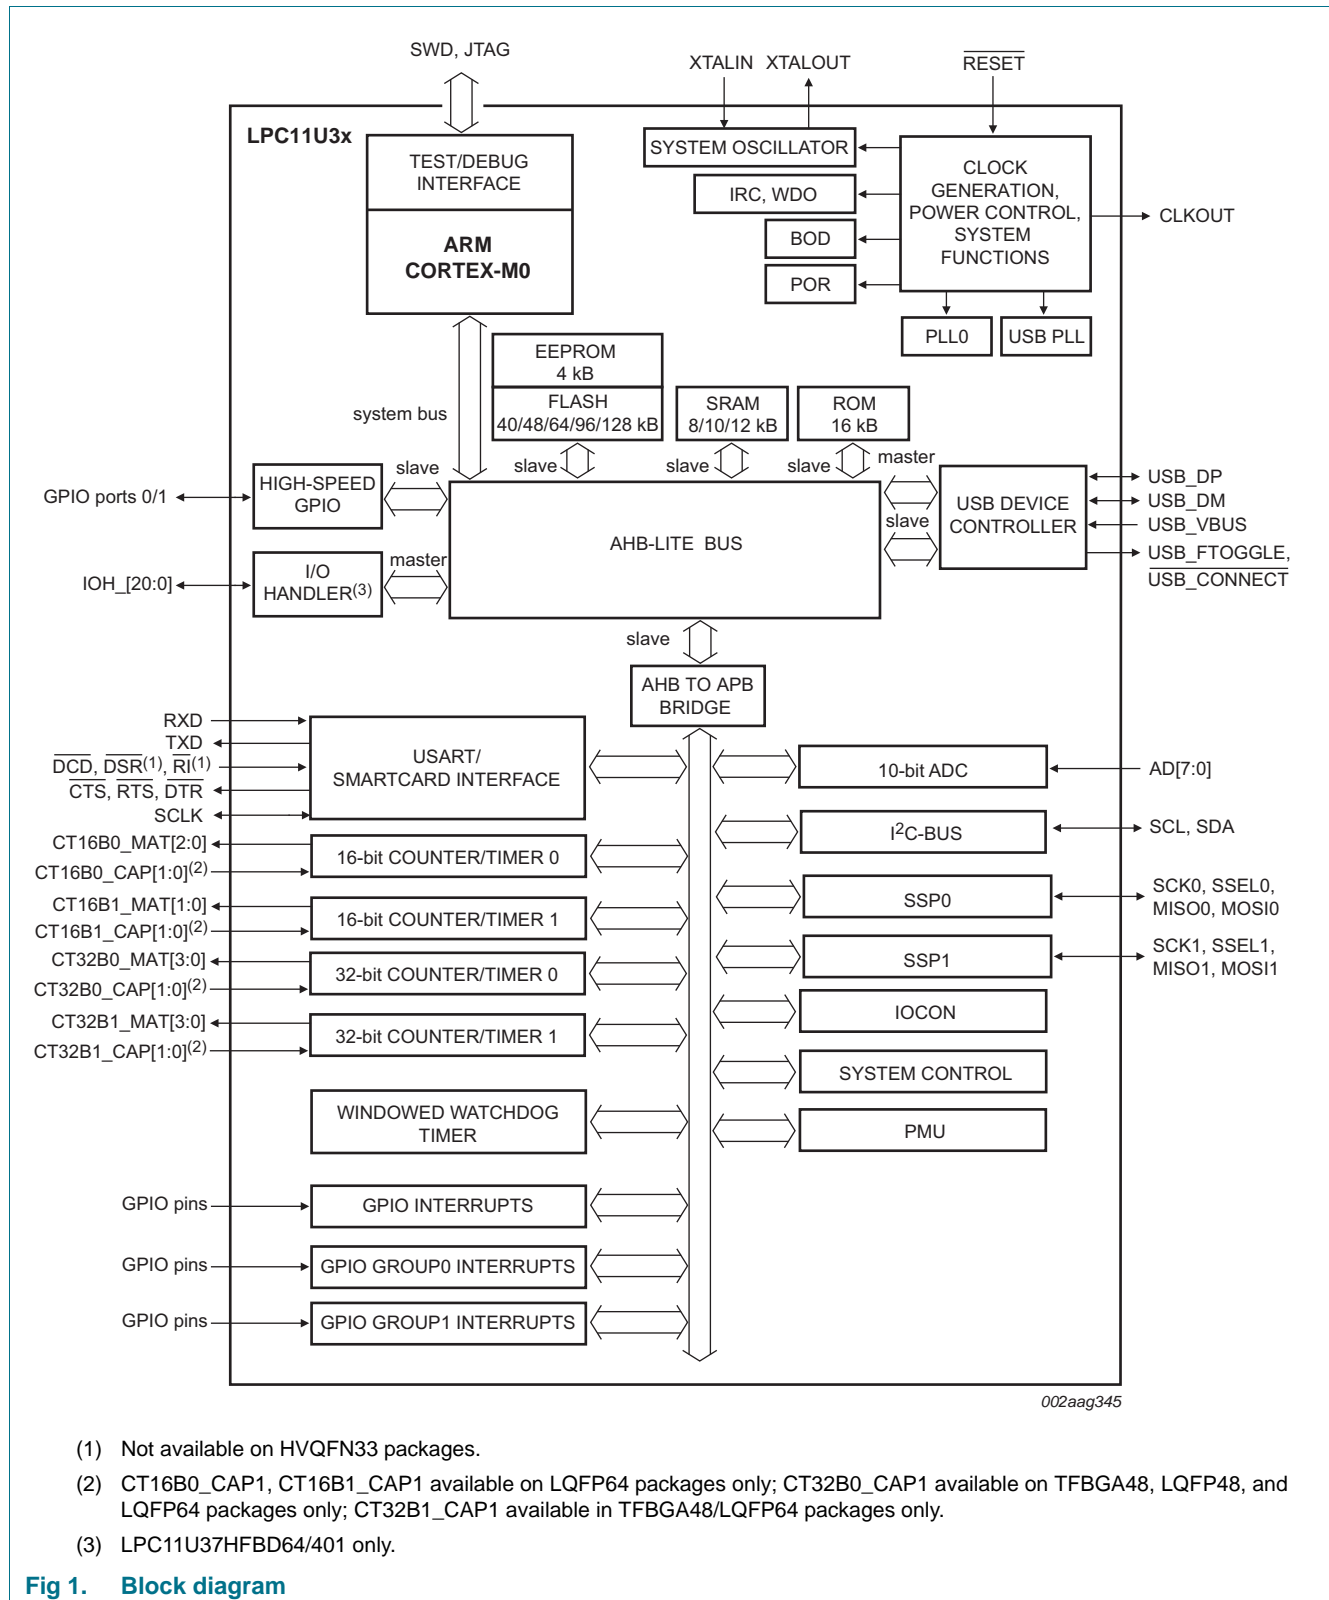 SWD, JTAG
XTALIN XTALOUT
RESET
LPC11U3x
TEST/DEBUG
INTERFACE
ARM
CORTEX-M0
SYSTEM OSCILLATOR
IRC, WDO
BOD
POR
CLOCK
GENERATION,
POWER CONTROL,
SYSTEM
FUNCTIONS
CLKOUT
PLL0
USB PLL
system bus
EEPROM
4 kB
FLASH
40/48/64/96/128 kB
SRAM
8/10/12 kB
ROM
16 kB
slave
slave
slave
slave
master
GPIO ports 0/1
HIGH-SPEED
GPIO
AHB-LITE BUS
slave
USB DEVICE
CONTROLLER
USB_DP
USB_DM
USB_VBUS
USB_FTOGGLE,
USB_CONNECT
IOH_[20:0]
I/O
HANDLER(3)
master
slave
AHB TO APB
BRIDGE
RXD
TXD
DCD, DSR(1), RI(1)
CTS, RTS, DTR
SCLK
USART/
SMARTCARD INTERFACE
10-bit ADC
AD[7:0]
CT16B0_MAT[2:0]
CT16B0_CAP[1:0](2)
16-bit COUNTER/TIMER 0
I2C-BUS
SCL, SDA
CT16B1_MAT[1:0]
CT16B1_CAP[1:0](2)
16-bit COUNTER/TIMER 1
SSP0
SCK0, SSEL0,
MISO0, MOSI0
CT32B0_MAT[3:0]
CT32B0_CAP[1:0](2)
32-bit COUNTER/TIMER 0
SSP1
SCK1, SSEL1,
MISO1, MOSI1
CT32B1_MAT[3:0]
CT32B1_CAP[1:0](2)
32-bit COUNTER/TIMER 1
IOCON
SYSTEM CONTROL
WINDOWED WATCHDOG
TIMER
PMU
GPIO pins
GPIO INTERRUPTS
GPIO pins
GPIO GROUP0 INTERRUPTS
GPIO pins
GPIO GROUP1 INTERRUPTS
002aag345
(1) Not available on HVQFN33 packages.
(2) CT16B0_CAP1, CT16B1_CAP1 available on LQFP64 packages only; CT32B0_CAP1 available on TFBGA48, LQFP48, and
LQFP64 packages only; CT32B1_CAP1 available in TFBGA48/LQFP64 packages only.
(3) LPC11U37HFBD64/401 only.
Fig 1. Block diagram